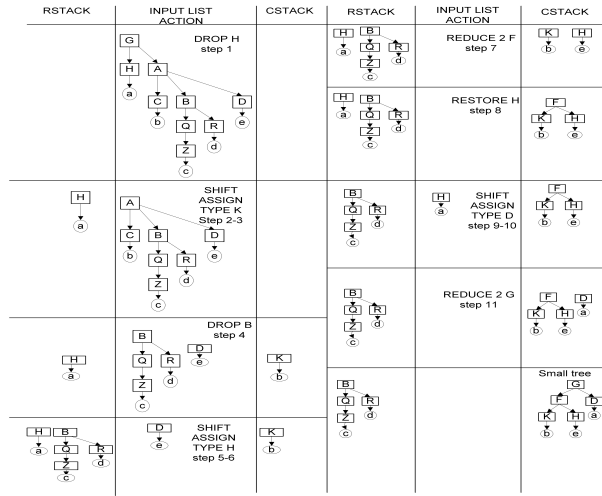 RSTACK INPUT LIST ACTION CSTACK
G
DROP H
step 1
H A
a C B D
b Q R e
Z d
c
H
a
A
SHIFT
ASSIGN
TYPE K
Step 2-3
C B D
b Q R e
Z d
c
H
a
DROP B
step 4
B D
Q R e
Z d
c
K
b
H B
a Q R
Z d
c
D
e
SHIFT
ASSIGN
TYPE H
step 5-6
K
b
RSTACK INPUT LIST ACTION CSTACK
H B
a Q R
Z d
c
REDUCE 2 F
step 7
K H
b e
H B
a Q R
Z d
c
RESTORE H
step 8
F
K H
b e
B
Q R
Z d
c
H
a
SHIFT
ASSIGN
TYPE D
step 9-10
F
K H
b e
B
Q R
Z d
c
REDUCE 2 G
step 11
F D
K H a
b e
B
Q R
Z d
c
Small tree
G
F D
K H a
b e